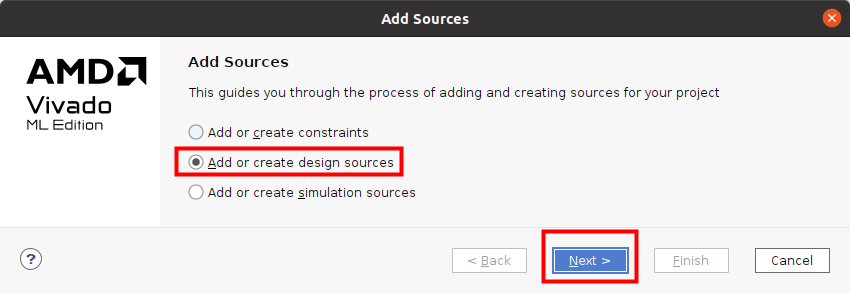 Add Sources
AMD
Vivado
ML Edition
Add Sources
This guides you through the process of adding and creating sources for your project
Add or create constraints
Add or create design sources
Add or create simulation sources
?
< Back
Next >
Finish
Cancel